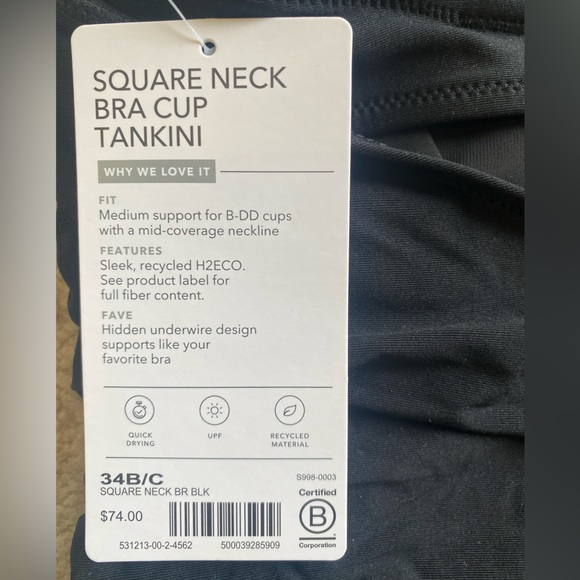 SQUARE NECK
BRA CUP
TANKINI
WHY WE LOVE IT
FIT
Medium support for B-DD cups
with a mid-coverage neckline
FEATURES
Sleek, recycled H2ECO.
See product label for
full fiber content.
FAVE
Hidden underwire design
supports like your
favorite bra
QUICK
DRYING
UPF
RECYCLED
MATERIAL
34B/C
S998-0003
SQUARE NECK BR BLK
$74.00
531213-00-2-4562
500039285909
Certified
B
Corporation